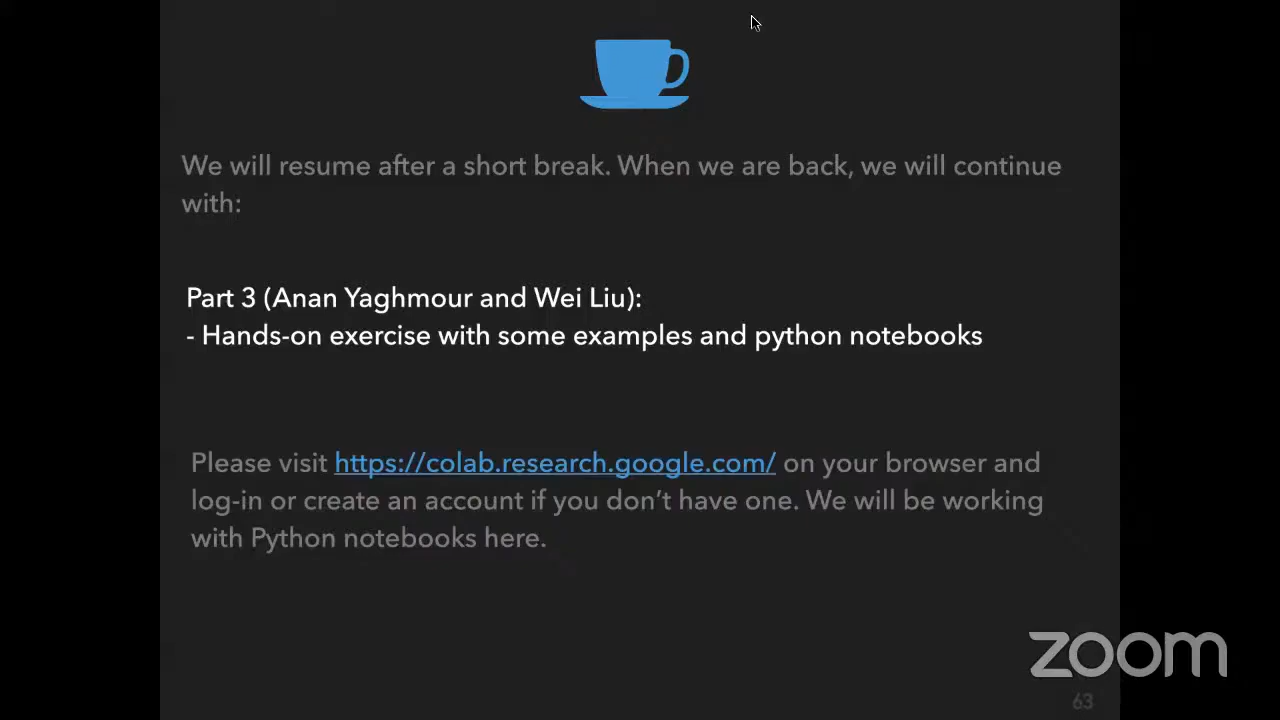 We will resume after a short break. When we are back, we will continue
with:
Part 3 (Anan Yaghmour and Wei Liu):
- Hands-on exercise with some examples and python notebooks
Please visit https://colab.research.google.com/ on your browser and
log-in or create an account if you don’t have one. We will be working
with Python notebooks here.
zoom
63